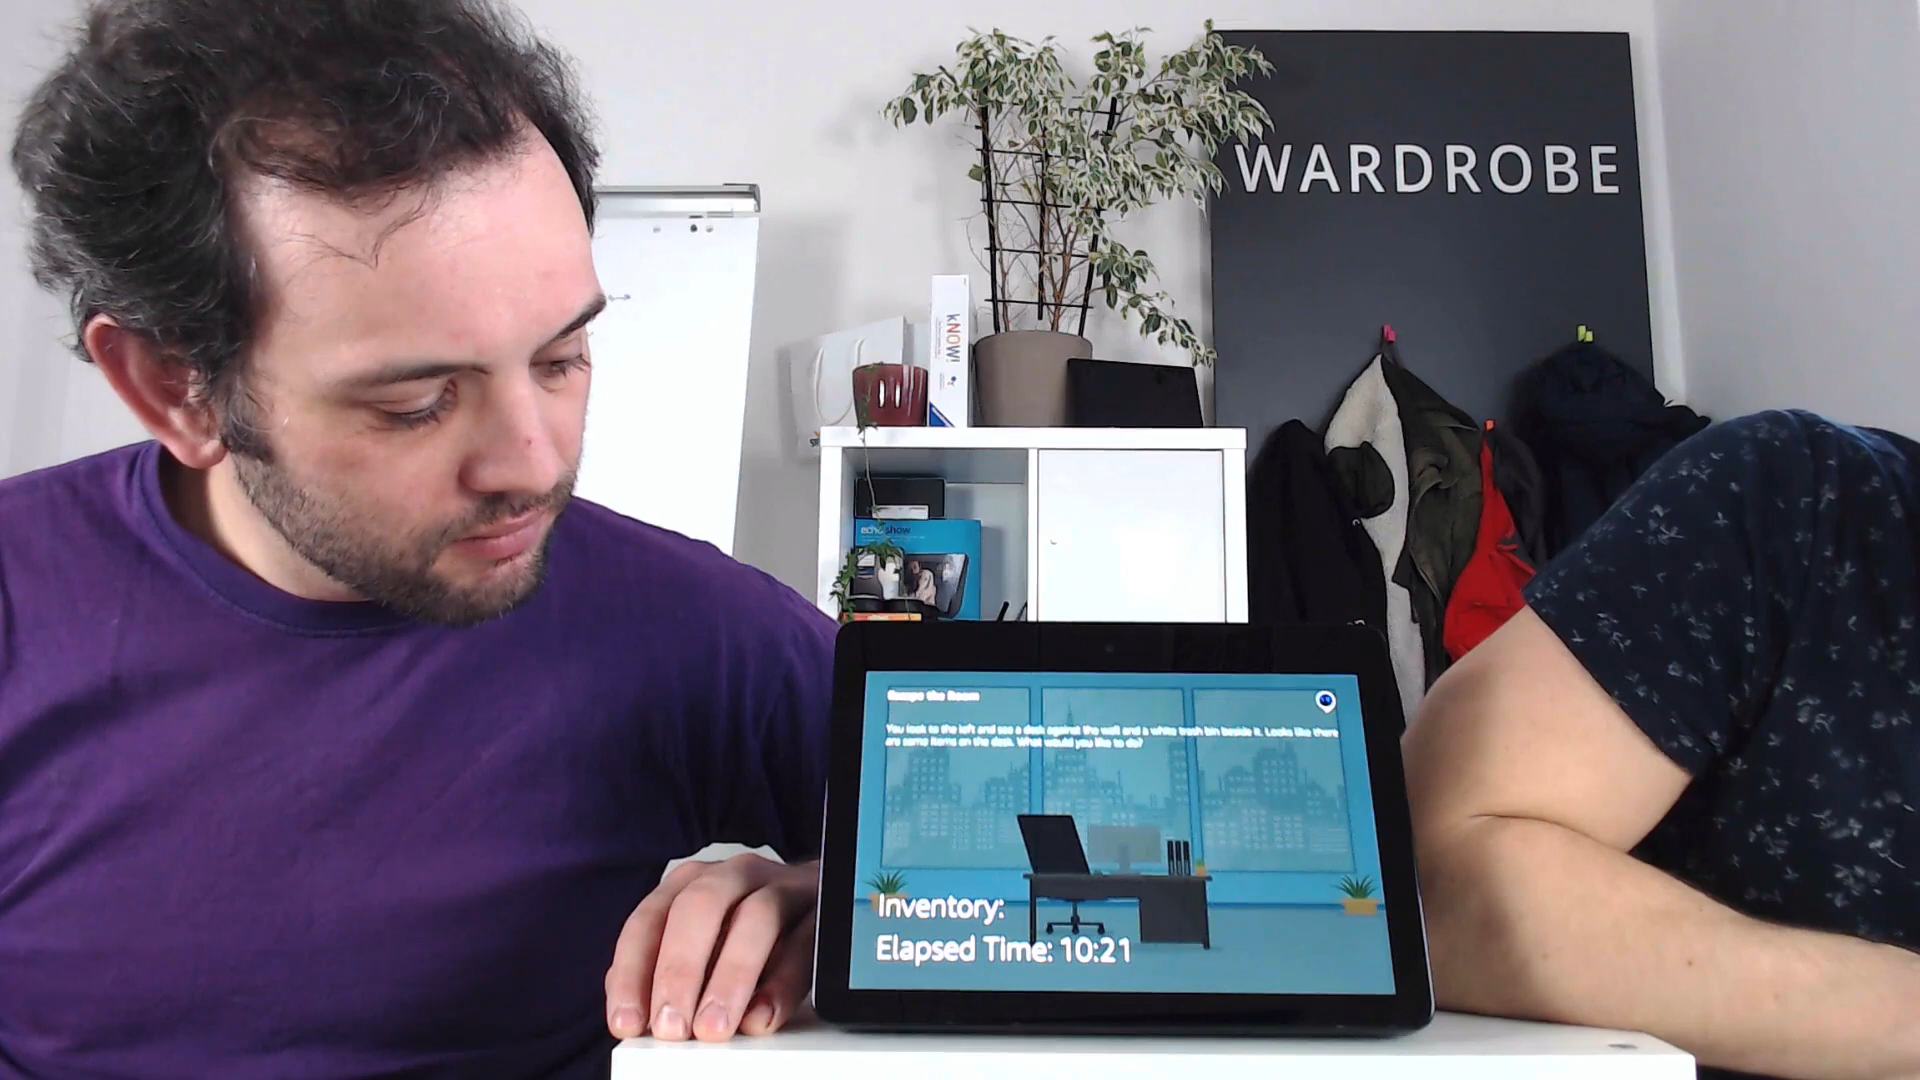 WARDROBE
kNOW!
echo show
Escape the Room
You look to the left and see a desk against the wall and a white trash bin beside it. Looks like there
are some items on the desk. What would you like to do?
Inventory:
Elapsed Time: 10:21